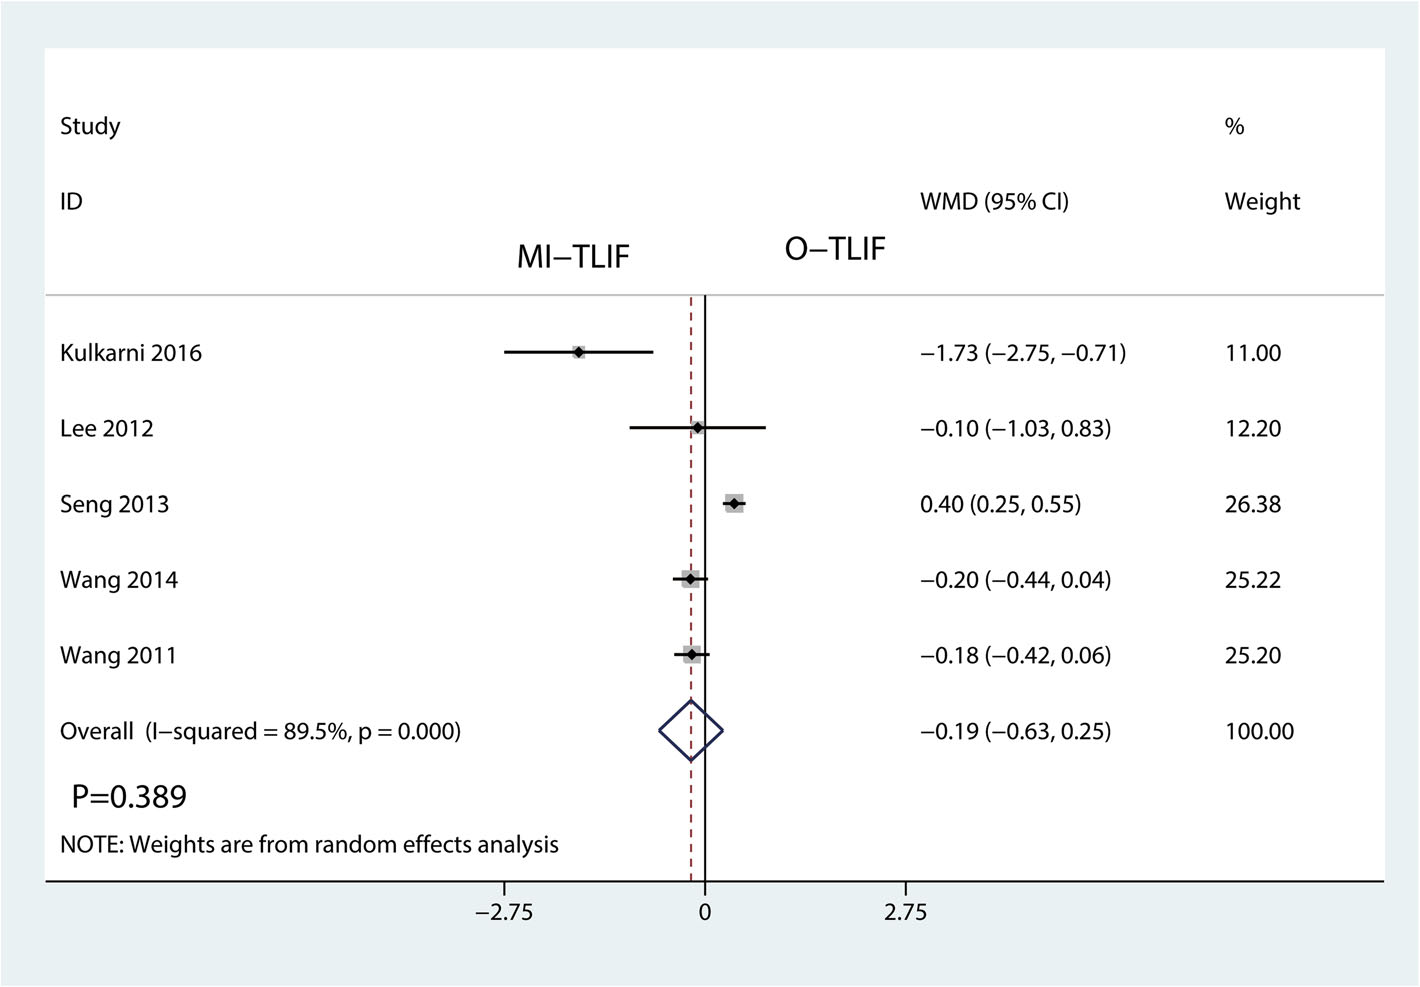 Study %
ID WMD (95% CI) Weight
MI−TLIF O−TLIF
Kulkarni 2016 −1.73 (−2.75, −0.71) 11.00
Lee 2012 −0.10 (−1.03, 0.83) 12.20
Seng 2013 0.40 (0.25, 0.55) 26.38
Wang 2014 −0.20 (−0.44, 0.04) 25.22
Wang 2011 −0.18 (−0.42, 0.06) 25.20
Overall (I−squared = 89.5%, p = 0.000) −0.19 (−0.63, 0.25) 100.00
P=0.389
NOTE: Weights are from random effects analysis
−2.75 0 2.75